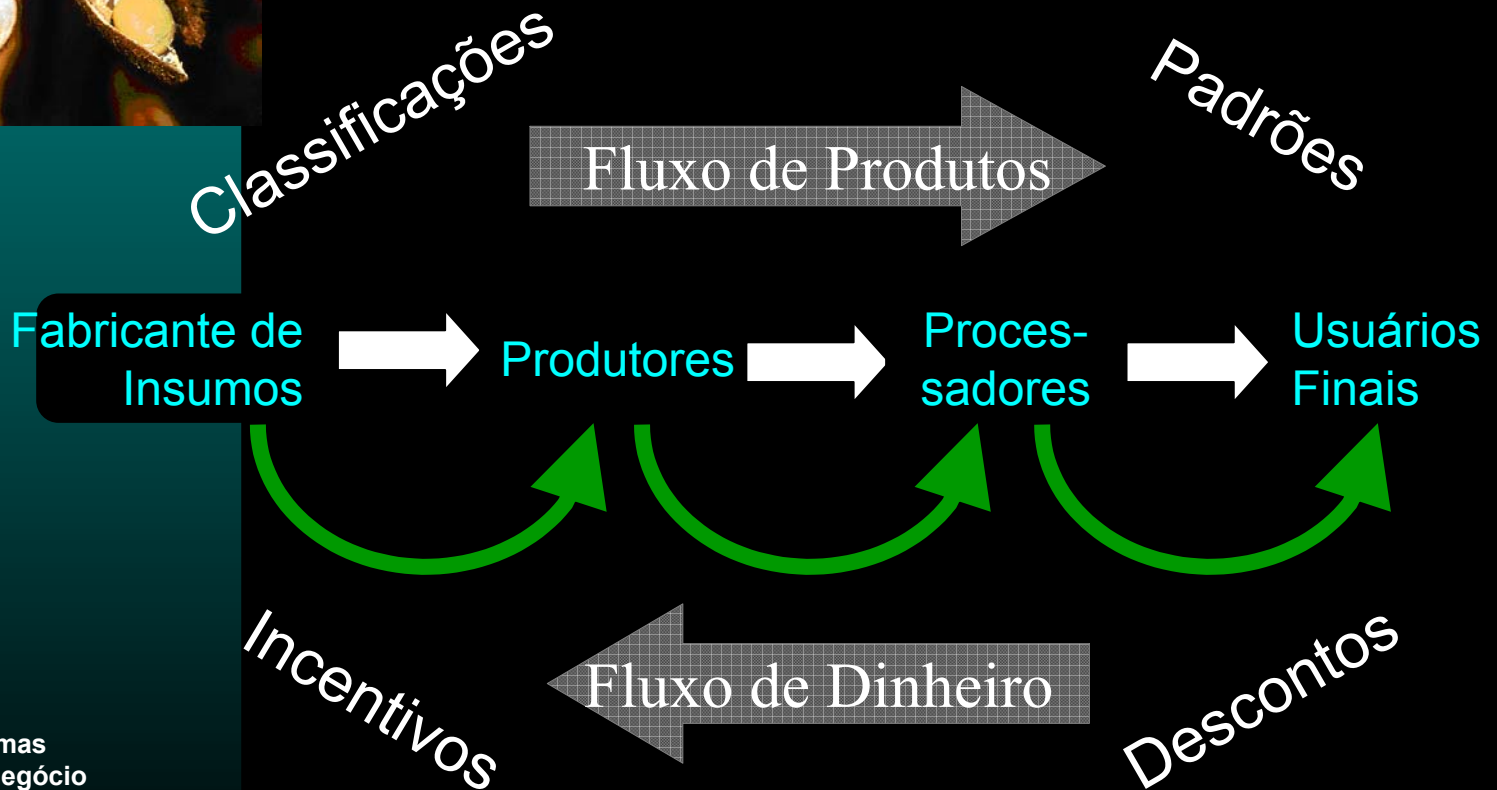 Classificações
Padrões
Fluxo de Produtos
Fabricante de
Insumos
Produtores
Proces-
sadores
Usuários
Finais
Incentivos
Fluxo de Dinheiro
Descontos
mas
egócio